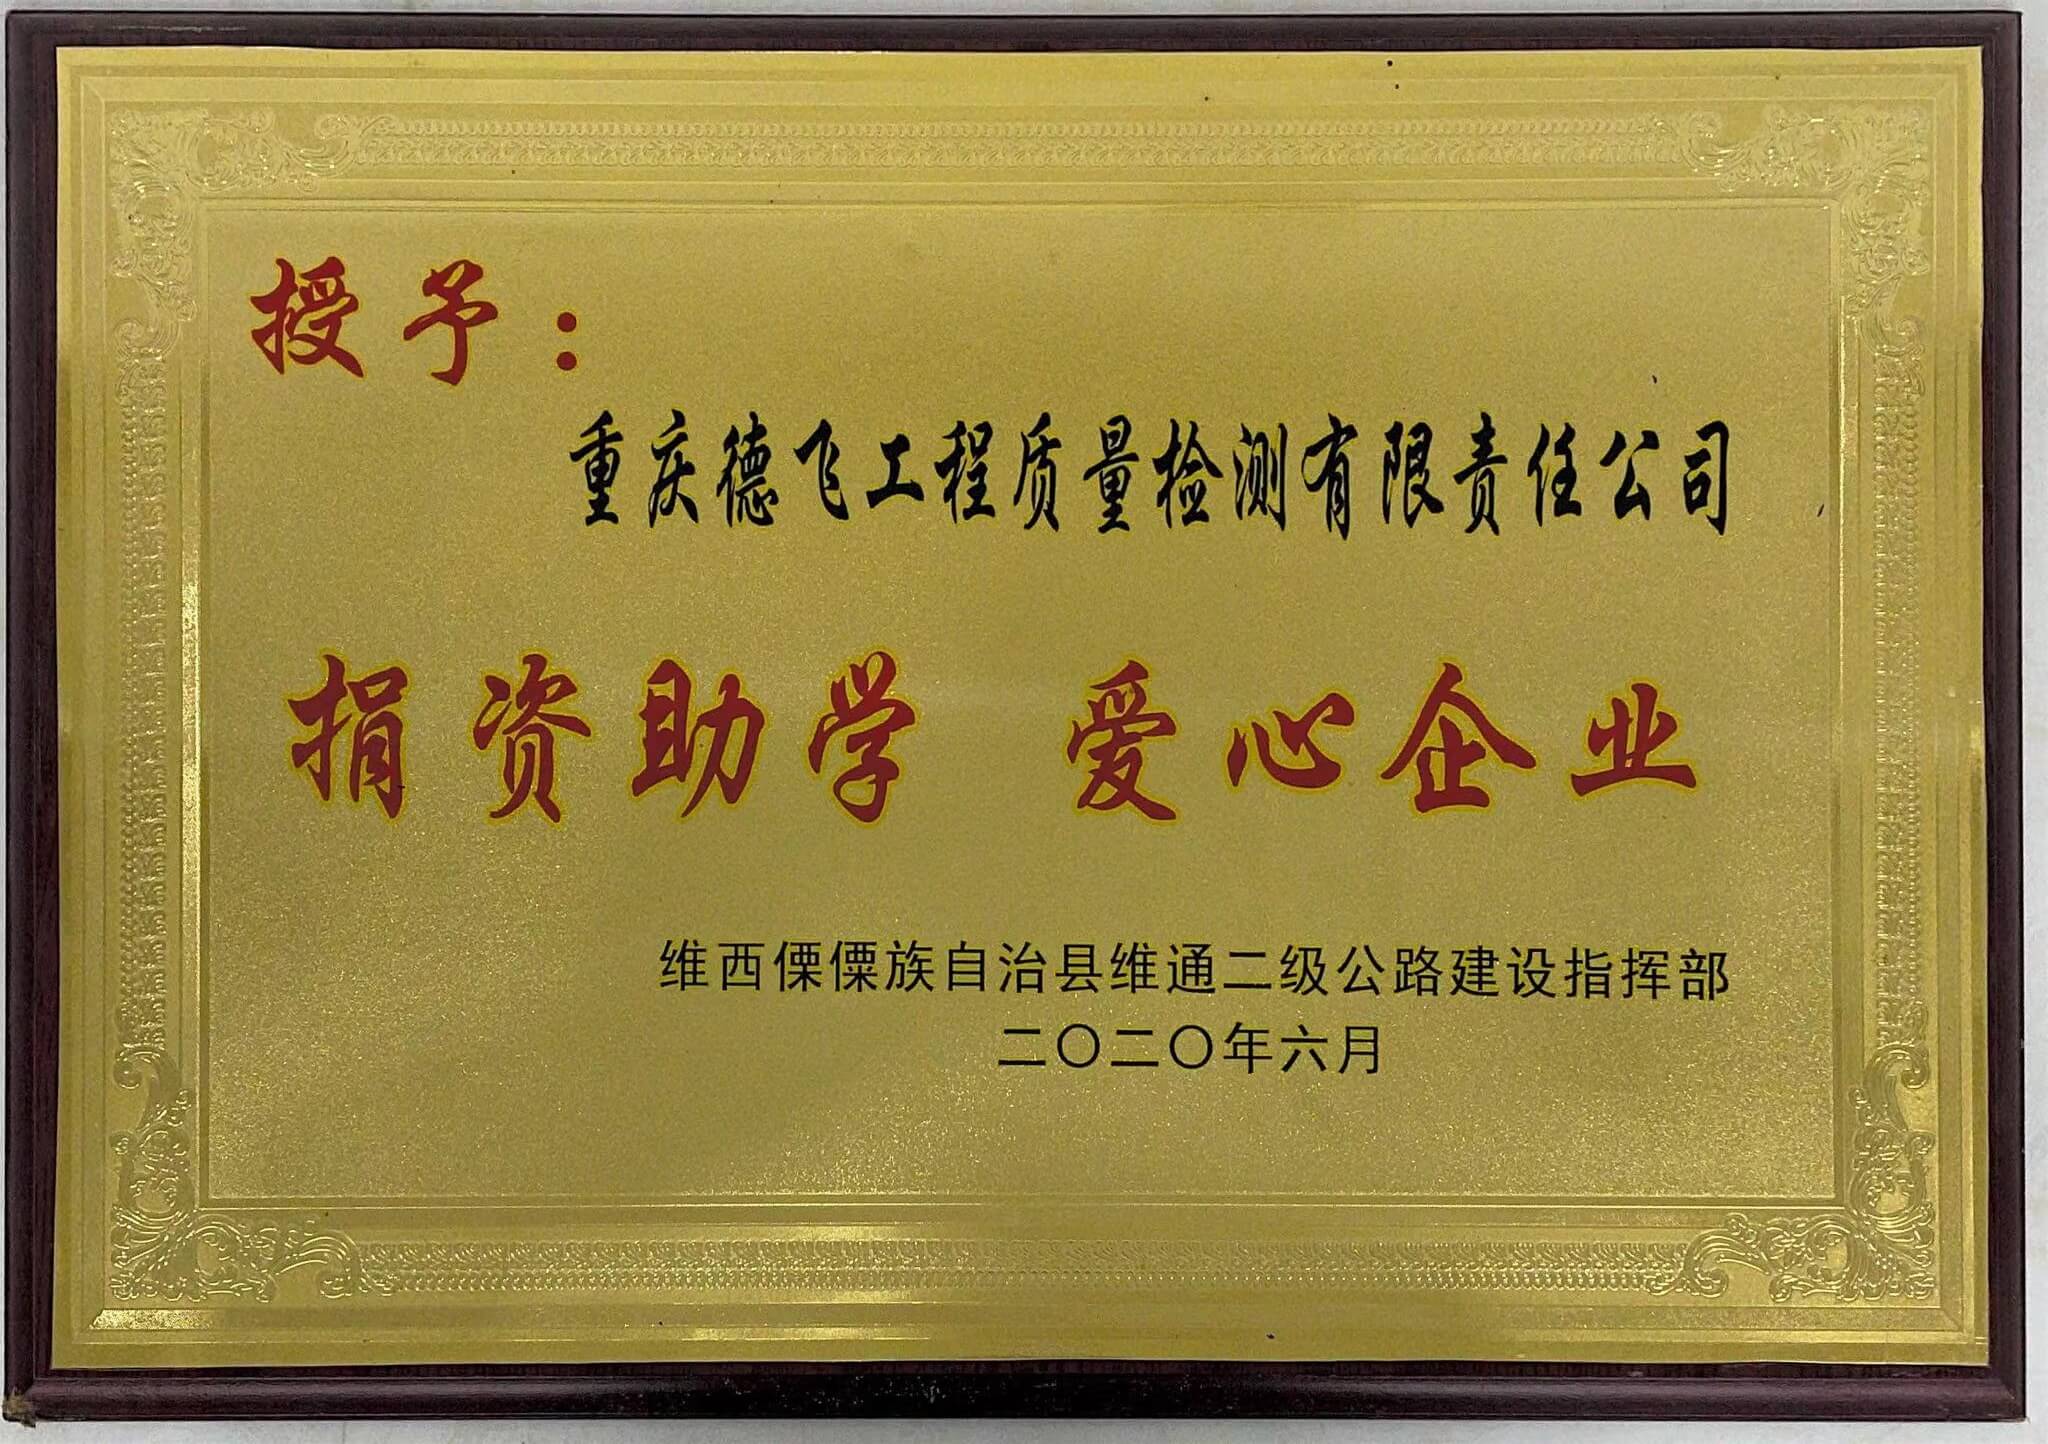 授予：
重庆德飞工程质量检测有限责任公司
捐资助学 爱心企业
维西傈僳族自治县维通二级公路建设指挥部
二〇二〇年六月